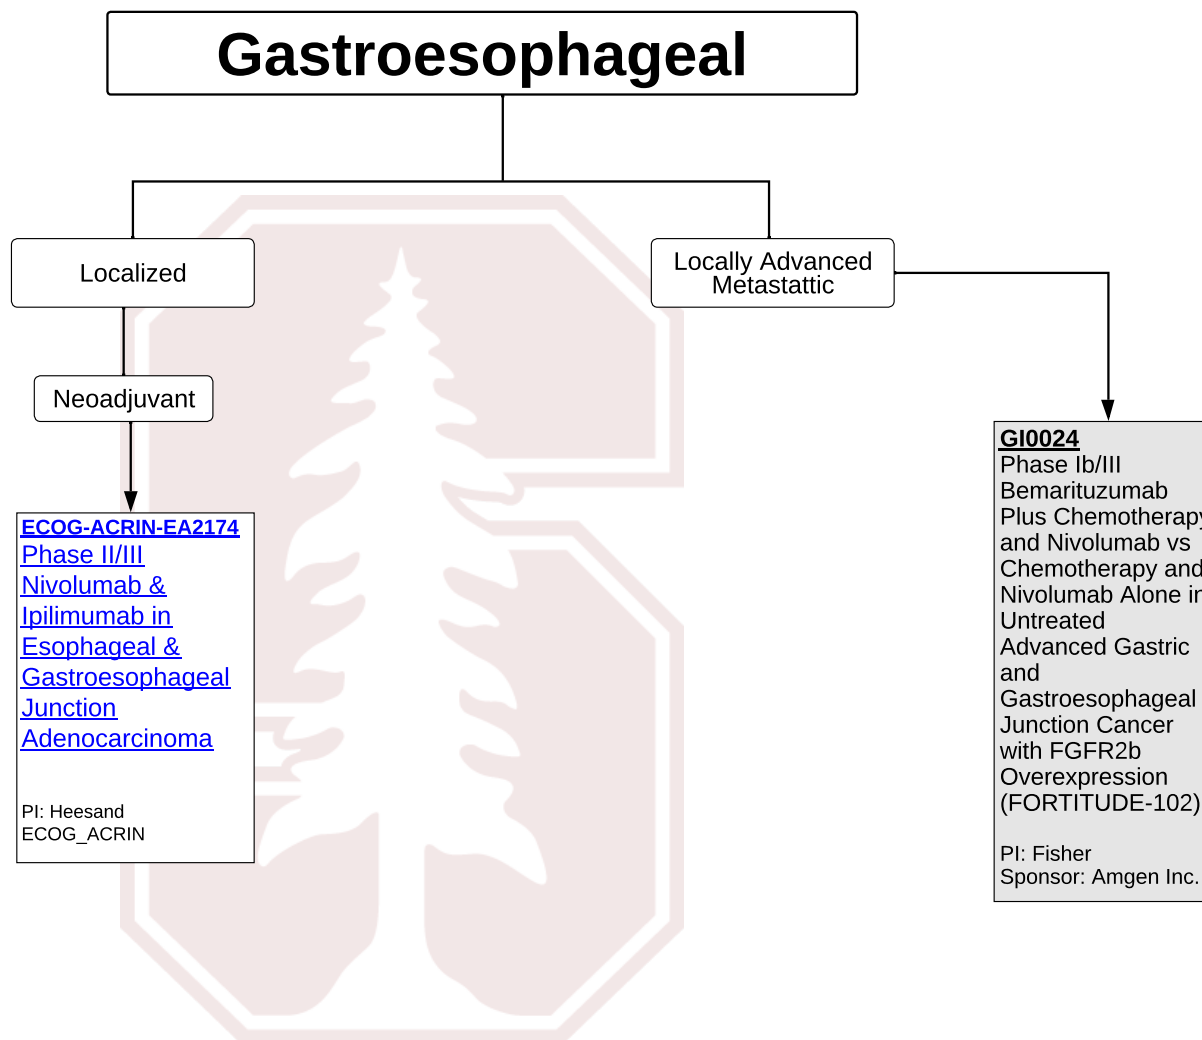 Gastroesophageal
Localized
Locally Advanced
Metastattic
Neoadjuvant
ECOG-ACRIN-EA2174
Phase II/III
Nivolumab &
Ipilimumab in
Esophageal &
Gastroesophageal
Junction
Adenocarcinoma
PI: Heesand
ECOG_ACRIN
GI0024
Phase Ib/III
Bemarituzumab
Plus Chemotherapy
and Nivolumab vs
Chemotherapy and
Nivolumab Alone in
Untreated
Advanced Gastric
and
Gastroesophageal
Junction Cancer
with FGFR2b
Overexpression
(FORTITUDE-102)
PI: Fisher
Sponsor: Amgen Inc.